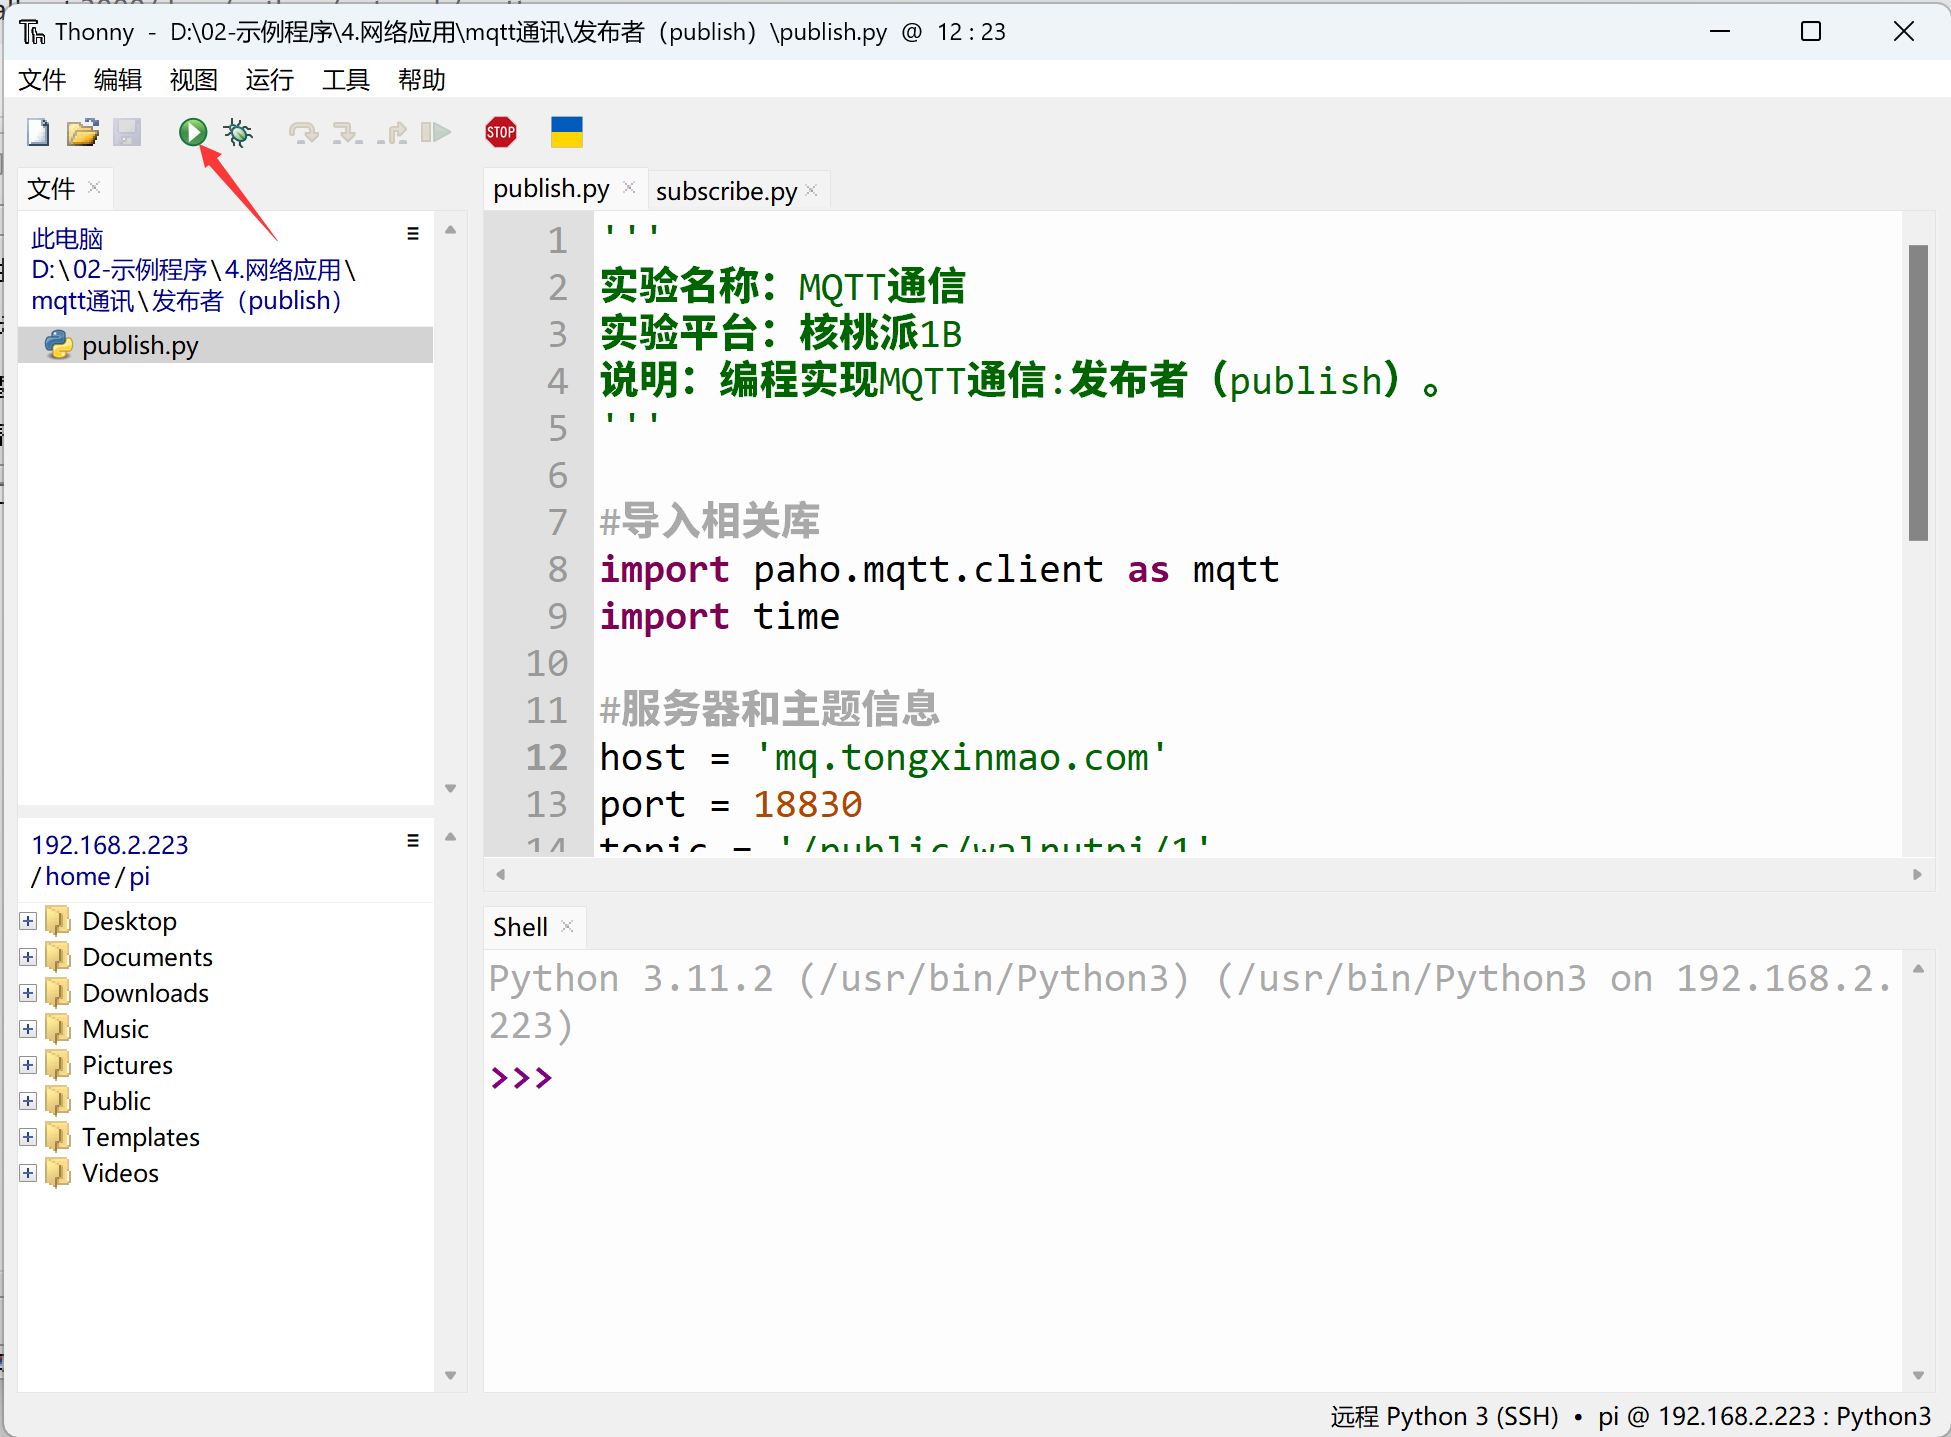 Thonny - D:\02-示例程序\4.网络应用\mqtt通讯\发布者（publish）\publish.py @ 12 : 23
文件 编辑 视图 运行 工具 帮助
STOP
文件
此电脑
D:\02-示例程序\4.网络应用\
mqtt通讯\发布者（publish）
publish.py
192.168.2.223
/home/pi
Desktop
Documents
Downloads
Music
Pictures
Public
Templates
Videos
publish.py subscribe.py
1 '''
2 实验名称：MQTT通信
3 实验平台：核桃派1B
4 说明：编程实现MQTT通信:发布者（publish）。
5 '''
6
7 #导入相关库
8 import paho.mqtt.client as mqtt
9 import time
10
11 #服务器和主题信息
12 host = 'mq.tongxinmao.com'
13 port = 18830
14 topic = '/public/walnutpi/1'
Shell
Python 3.11.2 (/usr/bin/Python3) (/usr/bin/Python3 on 192.168.2.
223)
>>>
远程 Python 3 (SSH) • pi @ 192.168.2.223 : Python3